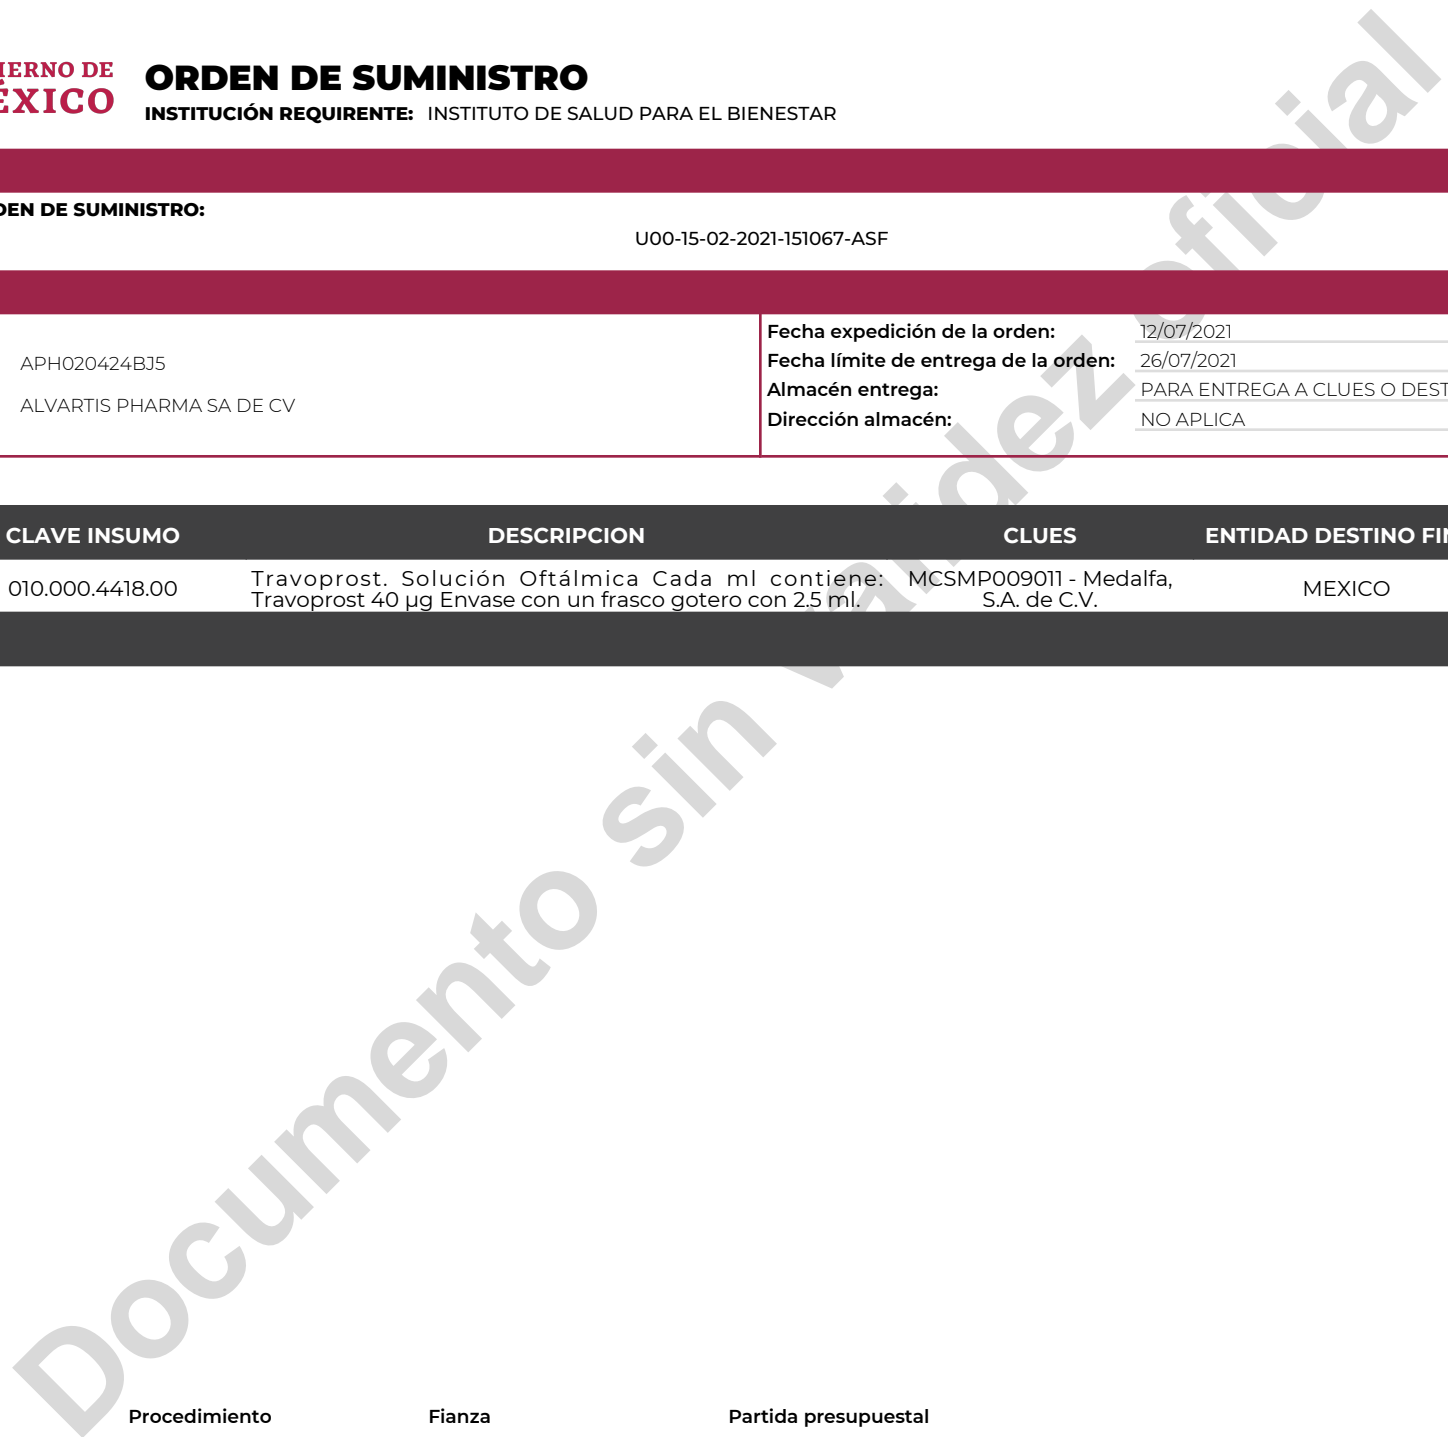 IERNO DE
ÉXICO
ORDEN DE SUMINISTRO
INSTITUCIÓN REQUIRENTE: INSTITUTO DE SALUD PARA EL BIENESTAR
DEN DE SUMINISTRO:
U00-15-02-2021-151067-ASF
APH020424BJ5
ALVARTIS PHARMA SA DE CV
Fecha expedición de la orden: 12/07/2021
Fecha límite de entrega de la orden: 26/07/2021
Almacén entrega: PARA ENTREGA A CLUES O DEST
Dirección almacén: NO APLICA
CLAVE INSUMO DESCRIPCION CLUES ENTIDAD DESTINO FIN
010.000.4418.00 Travoprost. Solución Oftálmica Cada ml contiene: MCSMP009011 - Medalfa, MEXICO
Travoprost 40 µg Envase con un frasco gotero con 2.5 ml. S.A. de C.V.
Documento sin validez oficial
Procedimiento Fianza Partida presupuestal